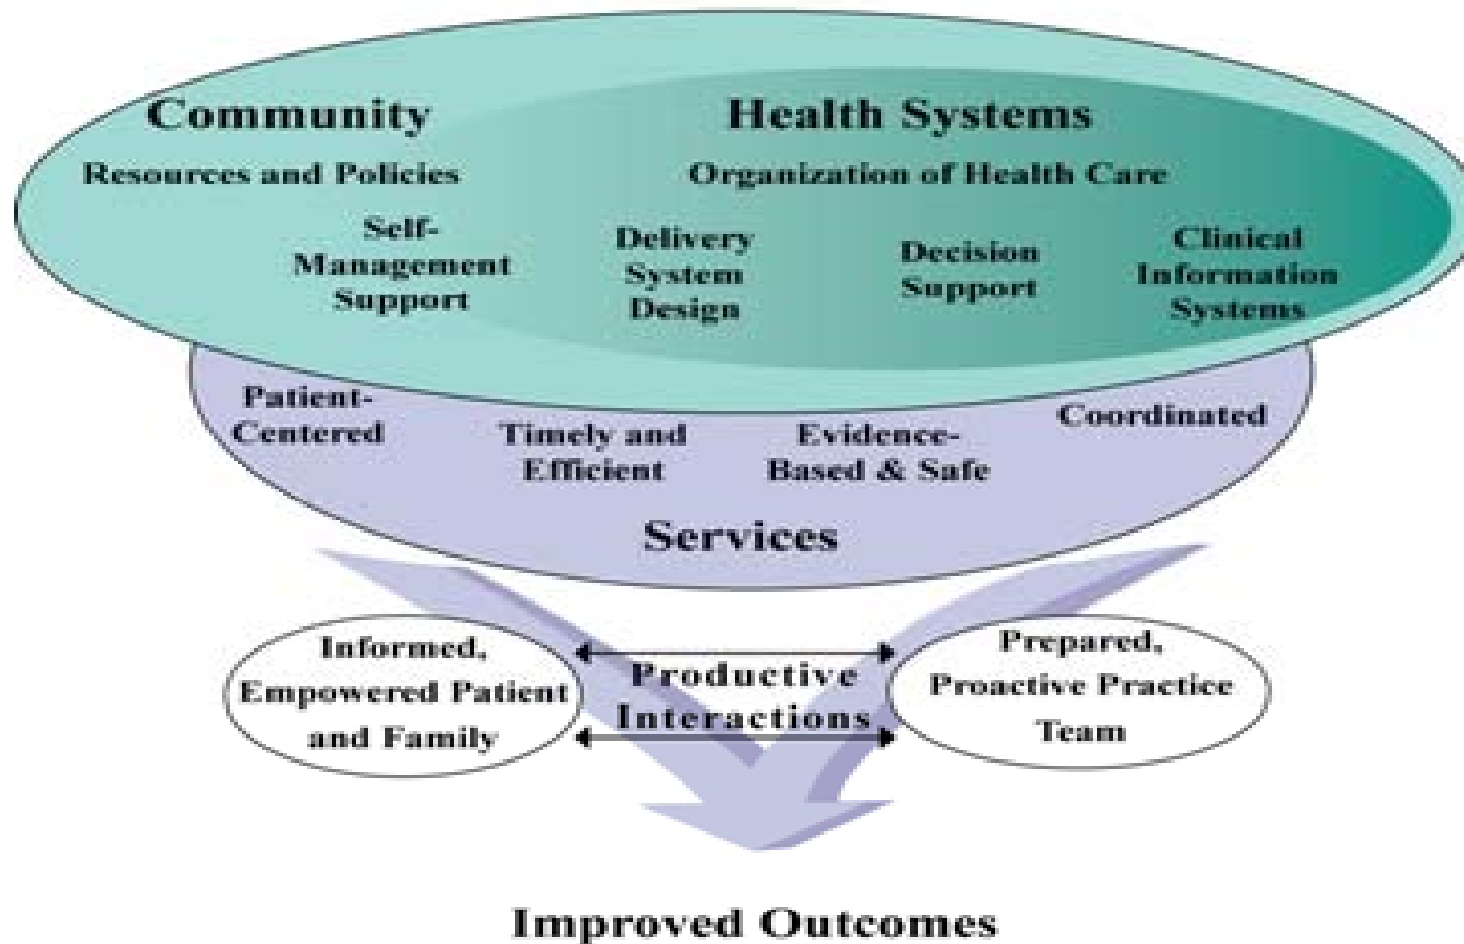 Community
Resources and Policies
Health Systems
Organization of Health Care
Self-
Management
Support
Delivery
System
Design
Decision
Support
Clinical
Information
Systems
Patient-
Centered
Timely and
Efficient
Evidence-
Based & Safe
Coordinated
Services
Informed,
Empowered Patient
and Family
Productive
Interactions
Prepared,
Proactive Practice
Team
Improved Outcomes